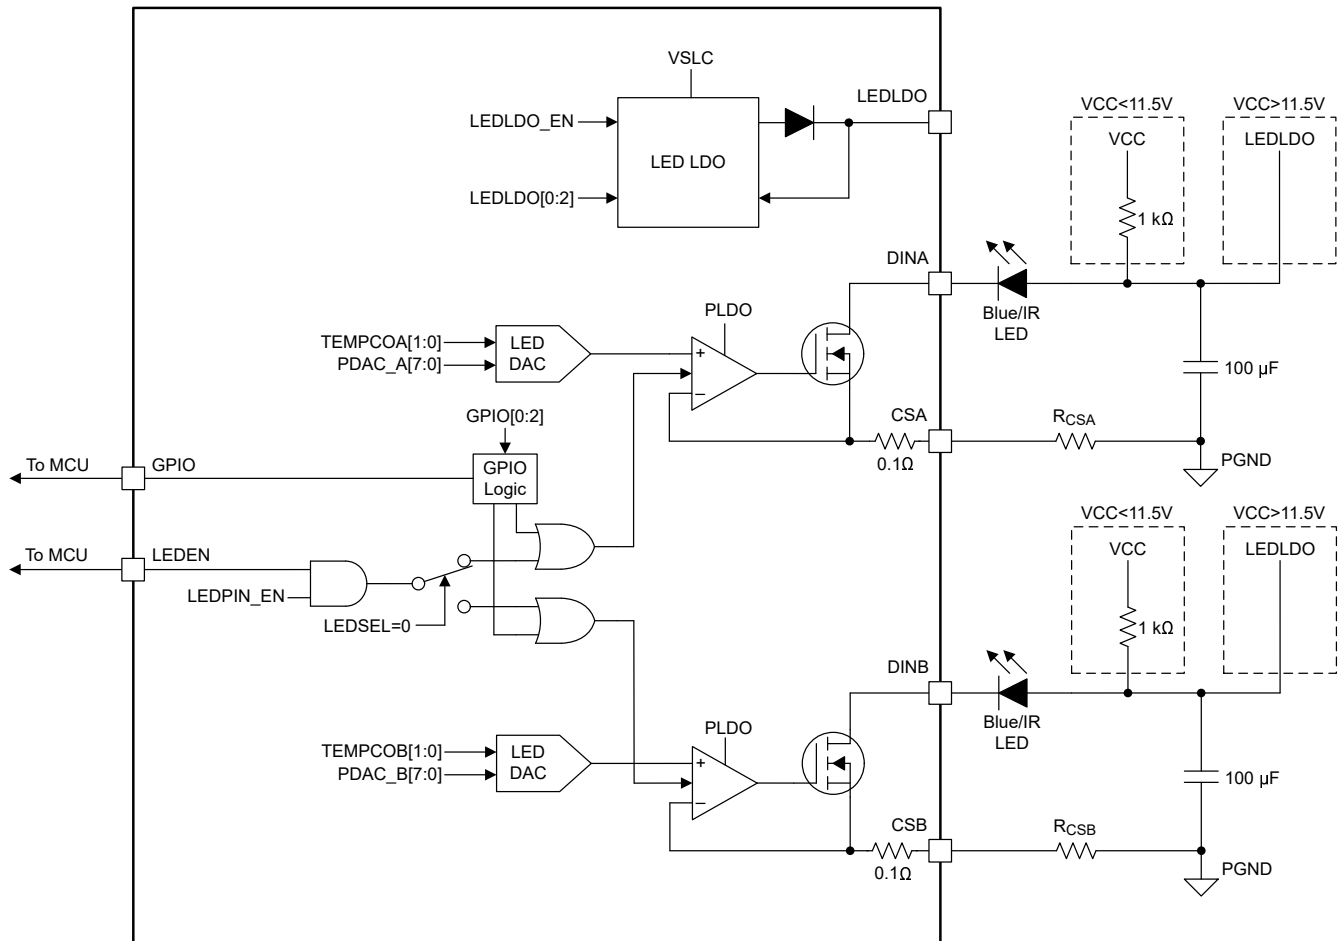 VSLC
LEDLDO
LEDLDO_EN
LED LDO
LEDLDO[0:2]
VCC<11.5V
VCC>11.5V
VCC
LEDLDO
1 kΩ
DINA
Blue/IR
LED
PLDO
TEMPCOA[1:0]
PDAC_A[7:0]
LED
DAC
+
−
100 µF
CSA
0.1Ω
RCSA
PGND
GPIO[0:2]
To MCU
GPIO
GPIO
Logic
To MCU
LEDEN
LEDPIN_EN
LEDSEL=0
VCC<11.5V
VCC>11.5V
VCC
LEDLDO
1 kΩ
DINB
Blue/IR
LED
PLDO
TEMPCOB[1:0]
PDAC_B[7:0]
LED
DAC
+
−
100 µF
CSB
0.1Ω
RCSB
PGND